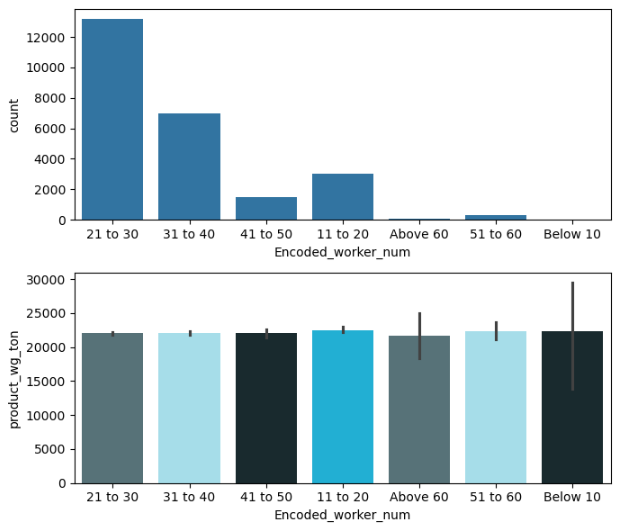 12000
10000
8000
6000
4000
2000
0
count
21 to 30 31 to 40 41 to 50 11 to 20 Above 60 51 to 60 Below 10
Encoded_worker_num
30000
25000
20000
15000
10000
5000
0
product_wg_ton
21 to 30 31 to 40 41 to 50 11 to 20 Above 60 51 to 60 Below 10
Encoded_worker_num